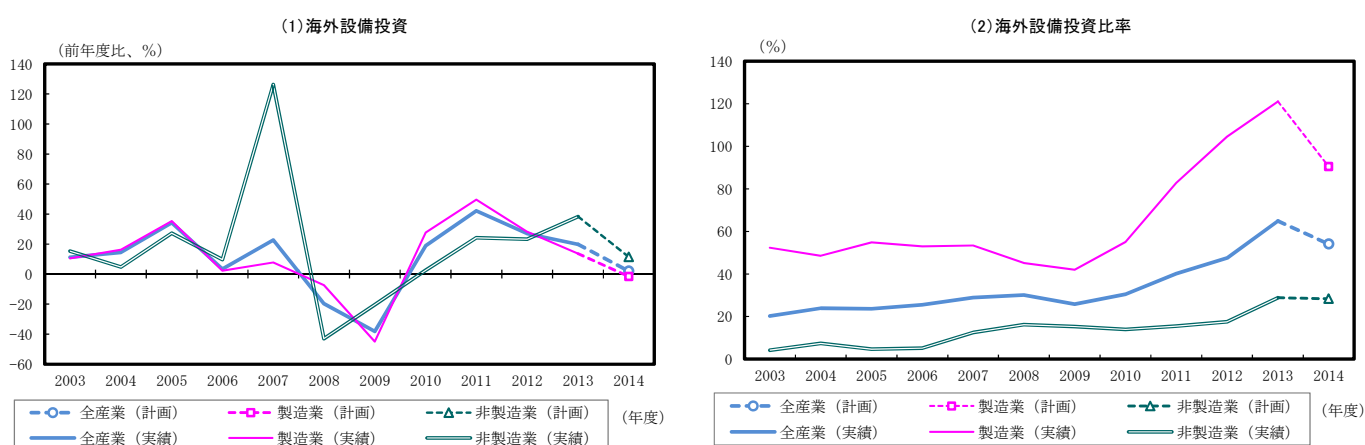 (1)海外設備投資
（前年度比、％）
140
120
100
80
60
40
20
0
−20
−40
−60
2003 2004 2005 2006 2007 2008 2009 2010 2011 2012 2013 2014
（年度）
全産業（計画） 製造業（計画） 非製造業（計画）
全産業（実績） 製造業（実績） 非製造業（実績）
(2)海外設備投資比率
（％）
140
120
100
80
60
40
20
0
2003 2004 2005 2006 2007 2008 2009 2010 2011 2012 2013 2014
（年度）
全産業（計画） 製造業（計画） 非製造業（計画）
全産業（実績） 製造業（実績） 非製造業（実績）